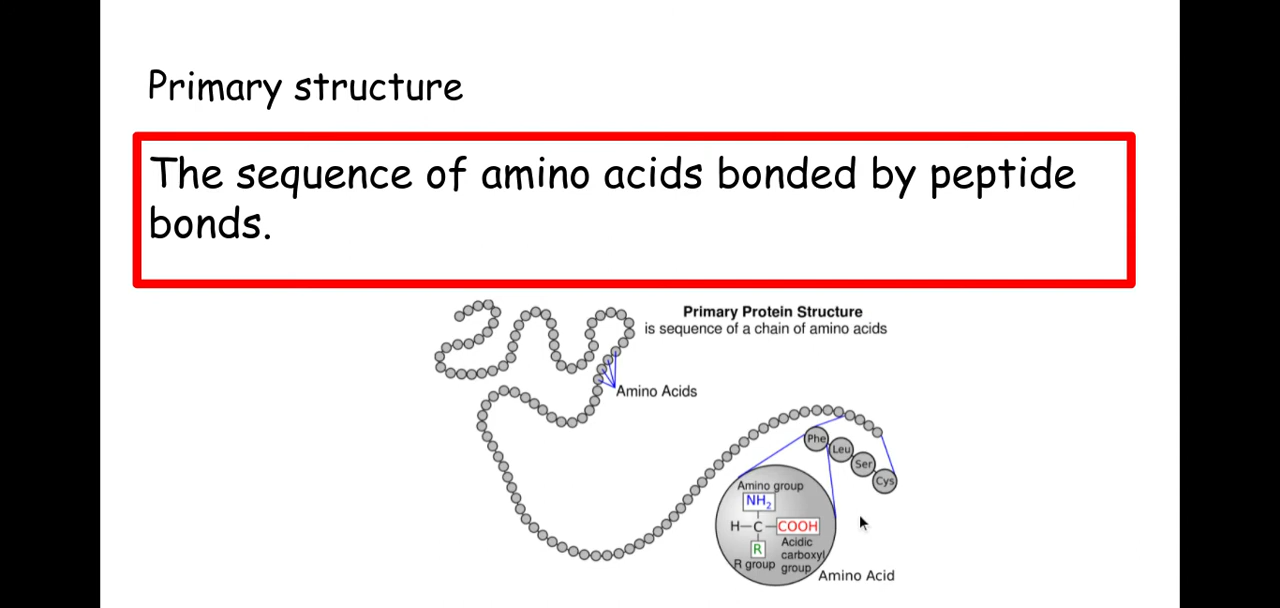 Primary structure
The sequence of amino acids bonded by peptide
bonds.
Primary Protein Structure
is sequence of a chain of amino acids
Amino Acids
Phe
Leu
Ser
Cys
Amino group
NH₂
H–C–COOH
R
Acidic
carboxyl
group
R group
Amino Acid